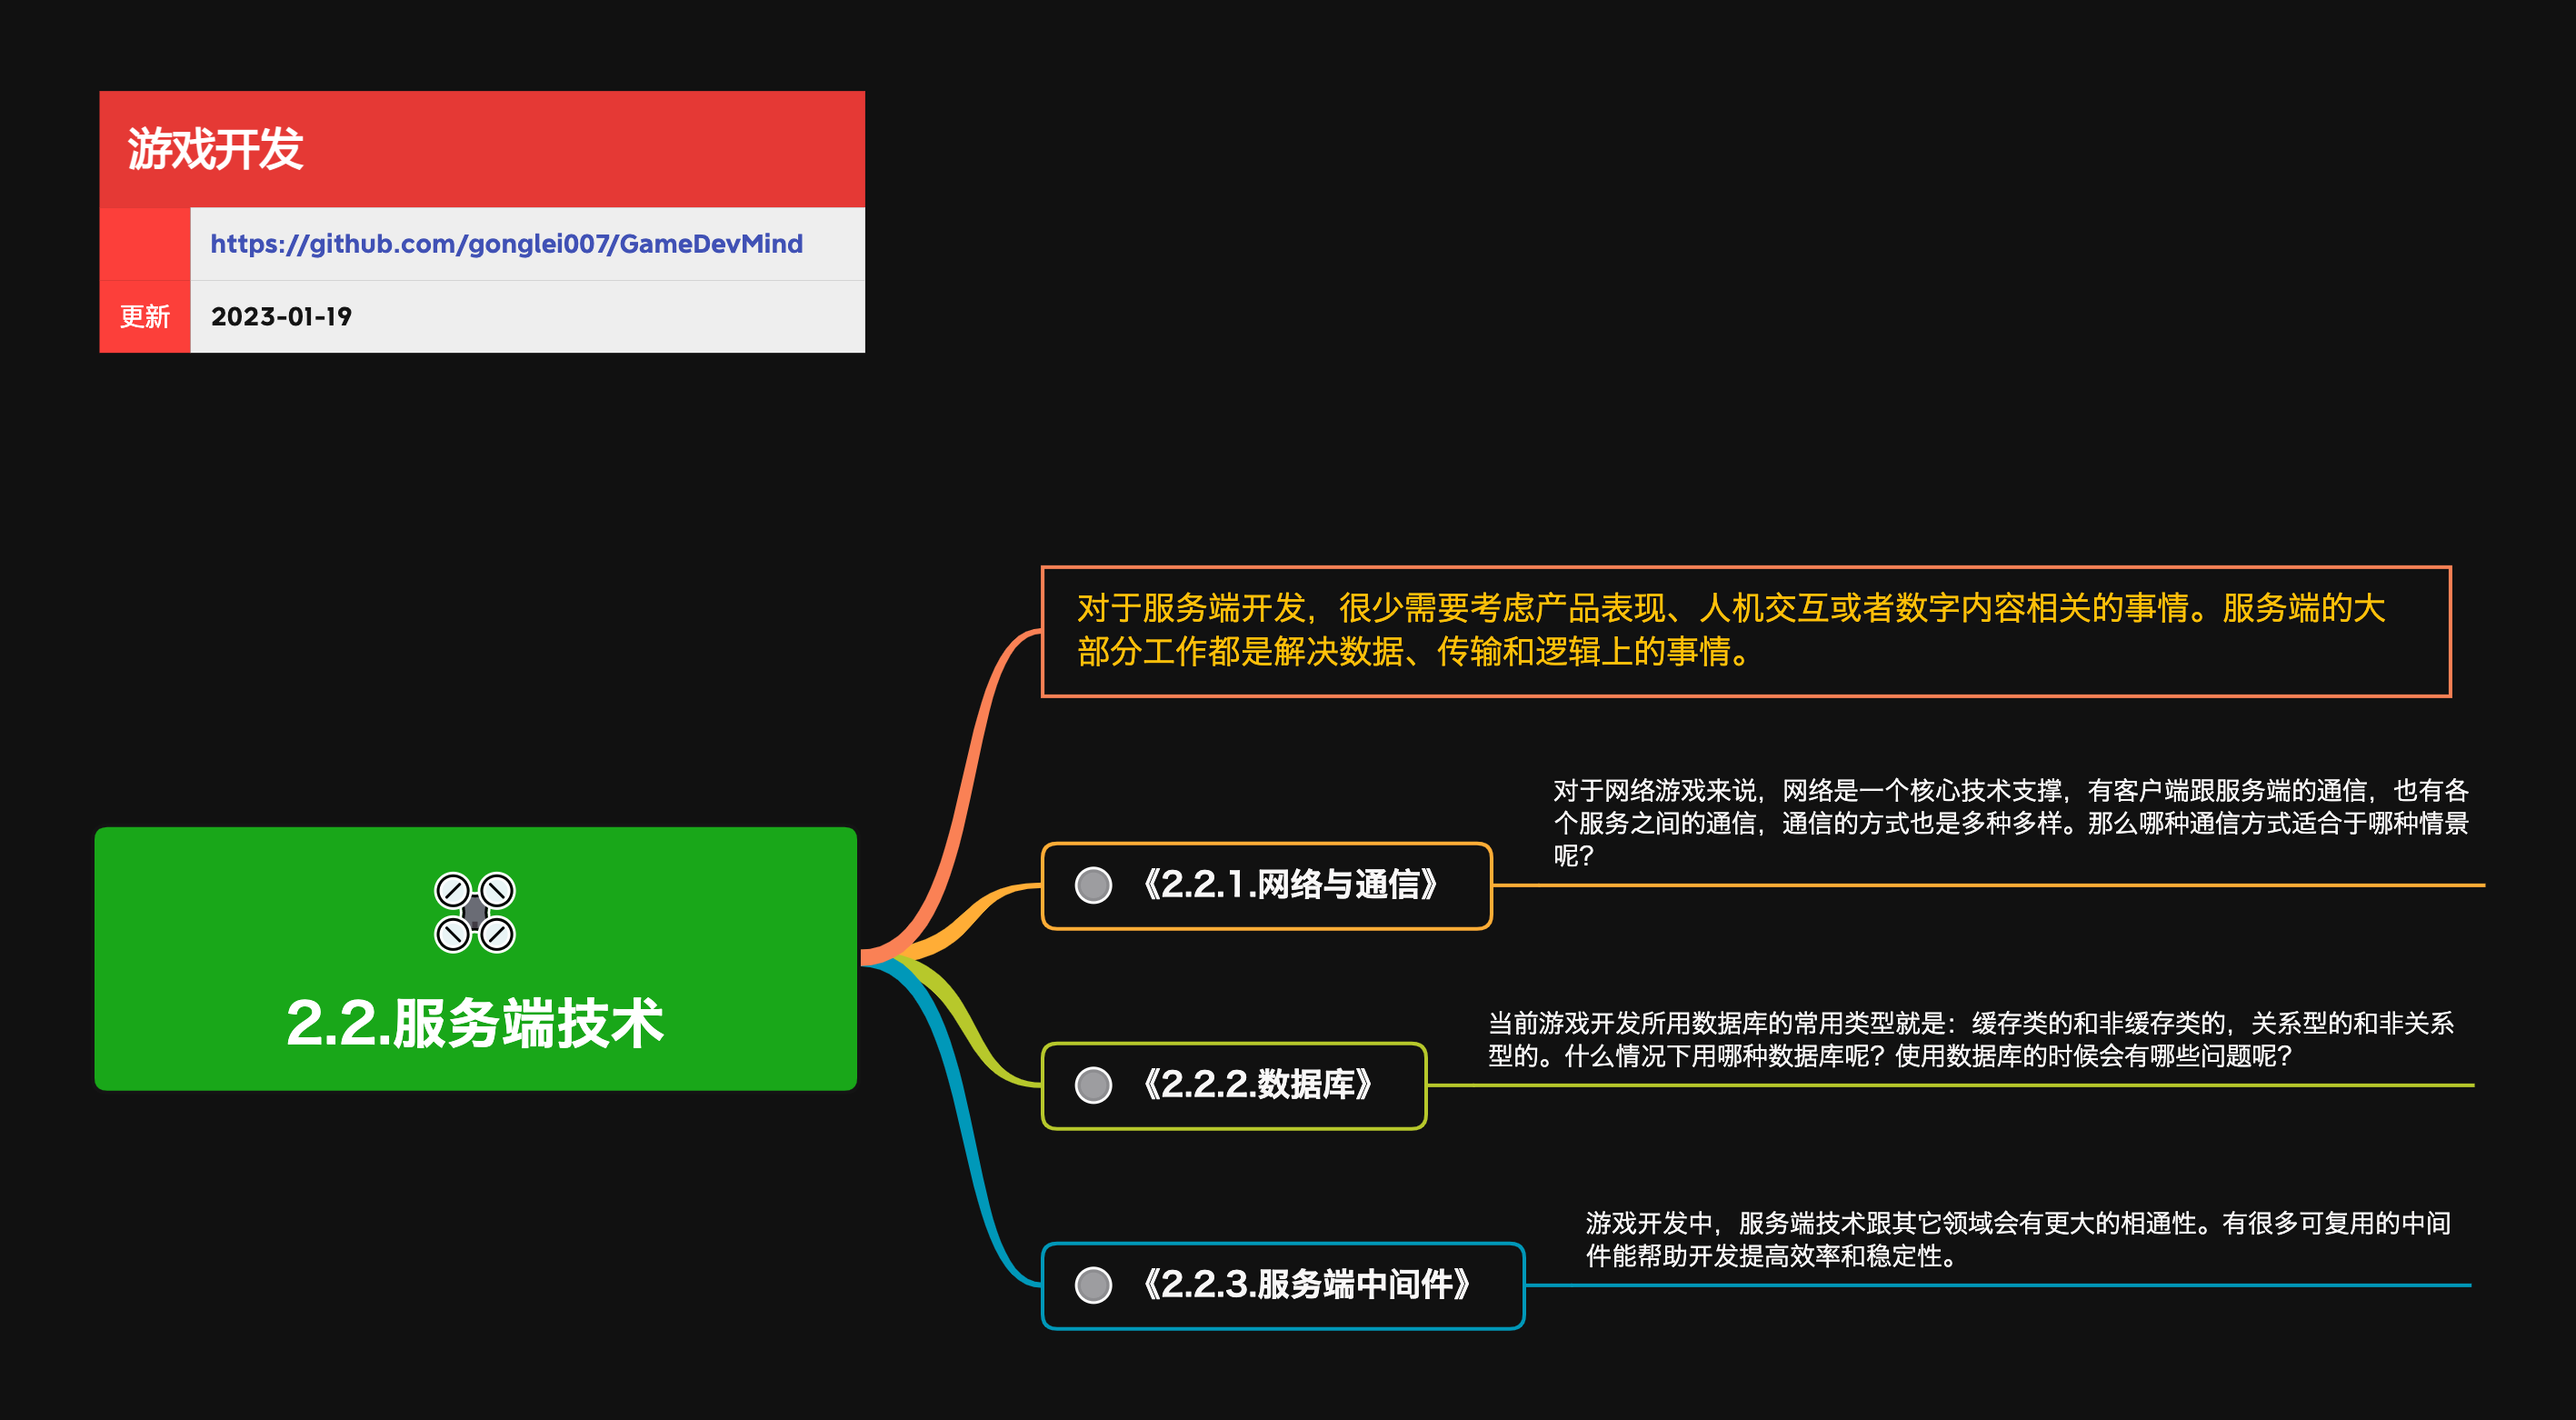 游戏开发
https://github.com/gonglei007/GameDevMind
更新
2023-01-19
对于服务端开发，很少需要考虑产品表现、人机交互或者数字内容相关的事情。服务端的大
部分工作都是解决数据、传输和逻辑上的事情。
对于网络游戏来说，网络是一个核心技术支撑，有客户端跟服务端的通信，也有各
个服务之间的通信，通信的方式也是多种多样。那么哪种通信方式适合于哪种情景
呢？
《2.2.1.网络与通信》
2.2.服务端技术
当前游戏开发所用数据库的常用类型就是：缓存类的和非缓存类的，关系型的和非关系
型的。什么情况下用哪种数据库呢？使用数据库的时候会有哪些问题呢？
《2.2.2.数据库》
游戏开发中，服务端技术跟其它领域会有更大的相通性。有很多可复用的中间
件能帮助开发提高效率和稳定性。
《2.2.3.服务端中间件》